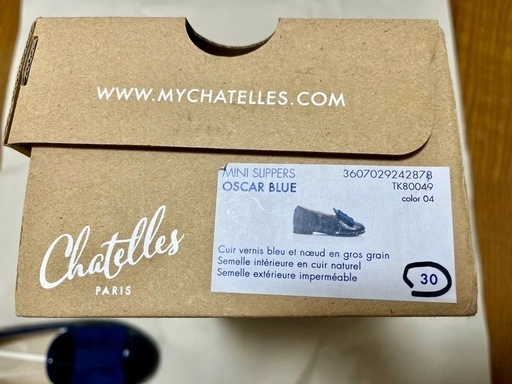 WWW.MYCHATELLES.COM
MINI SLIPPERS
OSCAR BLUE
3607029242878
TK80049
color 04
Cuir vernis bleu et nœud en gros grain
Semelle intérieure en cuir naturel
Semelle extérieure imperméable
30
Chatelles
PARIS